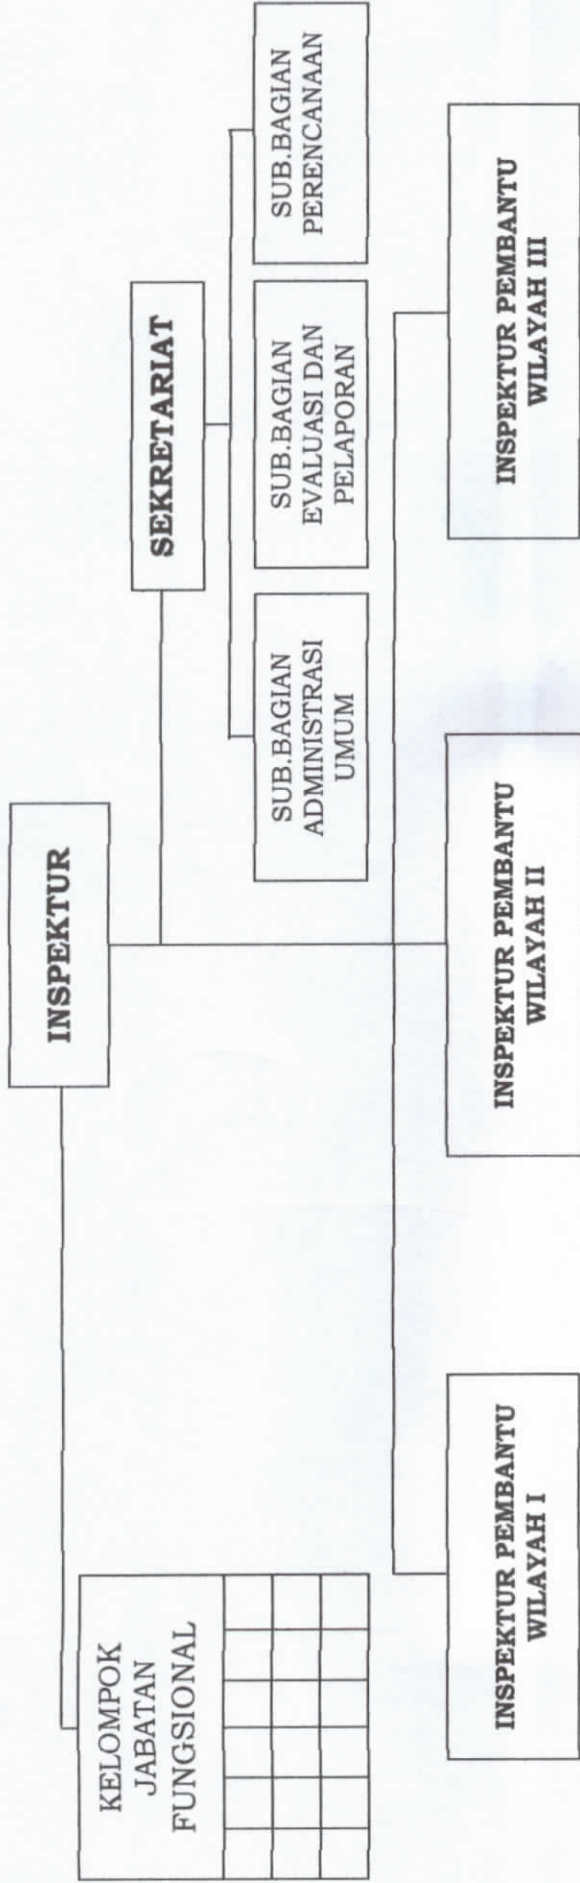 INSPEKTUR
KELOMPOK
JABATAN
FUNGSIONAL
SEKRETARIAT
SUB.BAGIAN
ADMINISTRASI
UMUM
SUB.BAGIAN
EVALUASI DAN
PELAPORAN
SUB.BAGIAN
PERENCANAAN
INSPEKTUR PEMBANTU
WILAYAH I
INSPEKTUR PEMBANTU
WILAYAH II
INSPEKTUR PEMBANTU
WILAYAH III